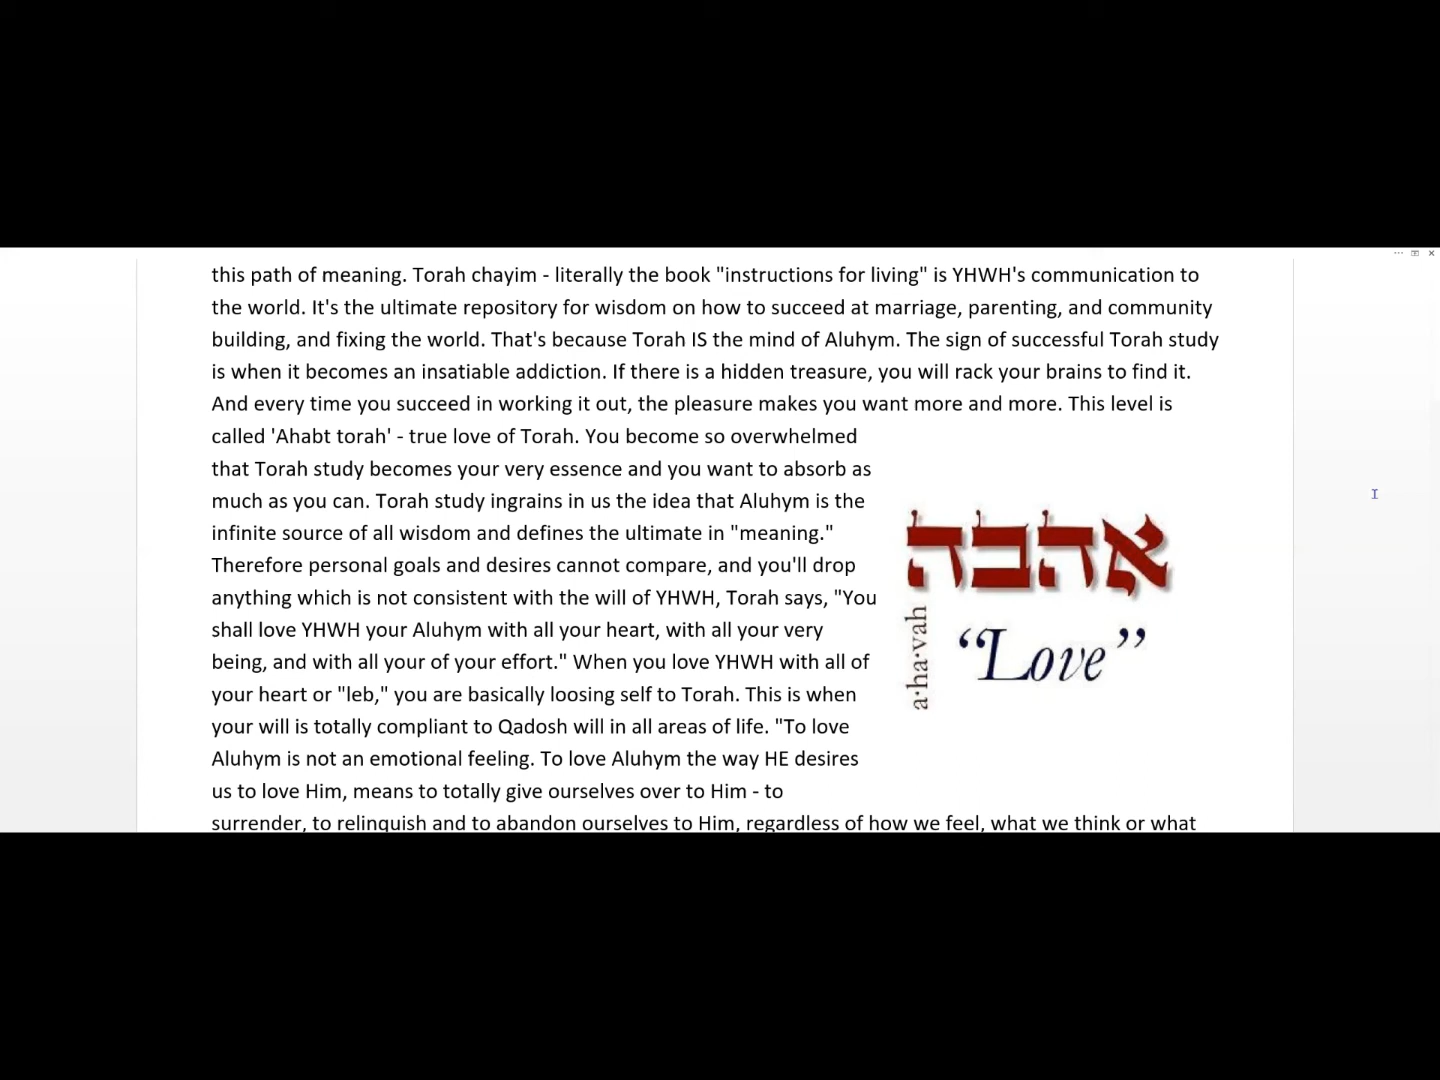 this path of meaning. Torah chayim - literally the book "instructions for living" is YHWH's communication to
the world. It's the ultimate repository for wisdom on how to succeed at marriage, parenting, and community
building, and fixing the world. That's because Torah IS the mind of Aluhym. The sign of successful Torah study
is when it becomes an insatiable addiction. If there is a hidden treasure, you will rack your brains to find it.
And every time you succeed in working it out, the pleasure makes you want more and more. This level is
called 'Ahabt torah' - true love of Torah. You become so overwhelmed
that Torah study becomes your very essence and you want to absorb as
much as you can. Torah study ingrains in us the idea that Aluhym is the
infinite source of all wisdom and defines the ultimate in "meaning."
Therefore personal goals and desires cannot compare, and you'll drop
anything which is not consistent with the will of YHWH, Torah says, "You
shall love YHWH your Aluhym with all your heart, with all your very
being, and with all your of your effort." When you love YHWH with all of
your heart or "leb," you are basically loosing self to Torah. This is when
your will is totally compliant to Qadosh will in all areas of life. "To love
Aluhym is not an emotional feeling. To love Aluhym the way HE desires
us to love Him, means to totally give ourselves over to Him - to
surrender, to relinquish and to abandon ourselves to Him, regardless of how we feel, what we think or what
אהבה
a·ha·vah
“Love”